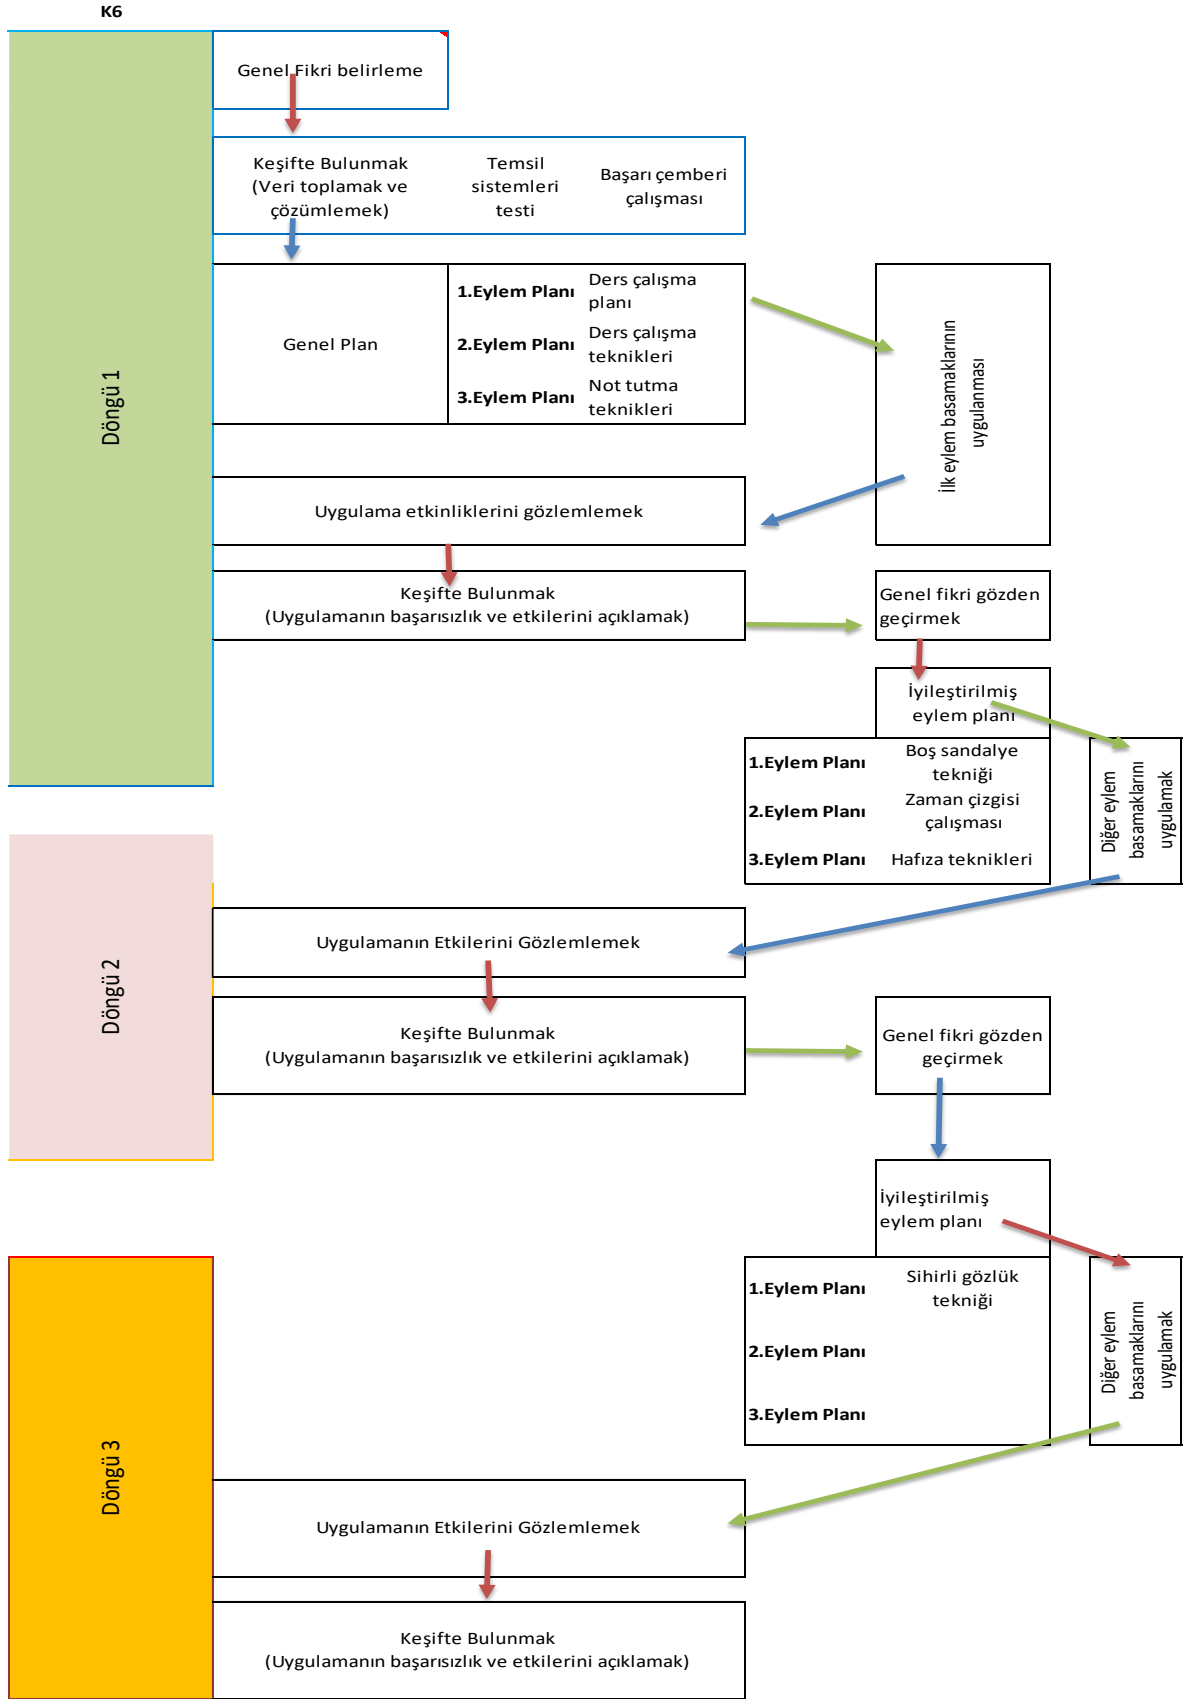 K6
Döngü 1
Genel Fikri belirleme
Keşifte Bulunmak
(Veri toplamak ve
çözümlemek)
Temsil
sistemleri
testi
Başarı çemberi
çalışması
Genel Plan
1.Eylem Planı
Ders çalışma
planı
2.Eylem Planı
Ders çalışma
teknikleri
3.Eylem Planı
Not tutma
teknikleri
İlk eylem basamaklarının
uygulanması
Uygulama etkinliklerini gözlemlemek
Keşifte Bulunmak
(Uygulamanın başarısızlık ve etkilerini açıklamak)
Genel fikri gözden
geçirmek
İyileştirilmiş
eylem planı
1.Eylem Planı
Boş sandalye
tekniği
2.Eylem Planı
Zaman çizgisi
çalışması
3.Eylem Planı
Hafıza teknikleri
Diğer eylem
basamaklarını
uygulamak
Döngü 2
Uygulamanın Etkilerini Gözlemlemek
Keşifte Bulunmak
(Uygulamanın başarısızlık ve etkilerini açıklamak)
Genel fikri gözden
geçirmek
İyileştirilmiş
eylem planı
1.Eylem Planı
Sihirli gözlük
tekniği
2.Eylem Planı
3.Eylem Planı
Diğer eylem
basamaklarını
uygulamak
Döngü 3
Uygulamanın Etkilerini Gözlemlemek
Keşifte Bulunmak
(Uygulamanın başarısızlık ve etkilerini açıklamak)